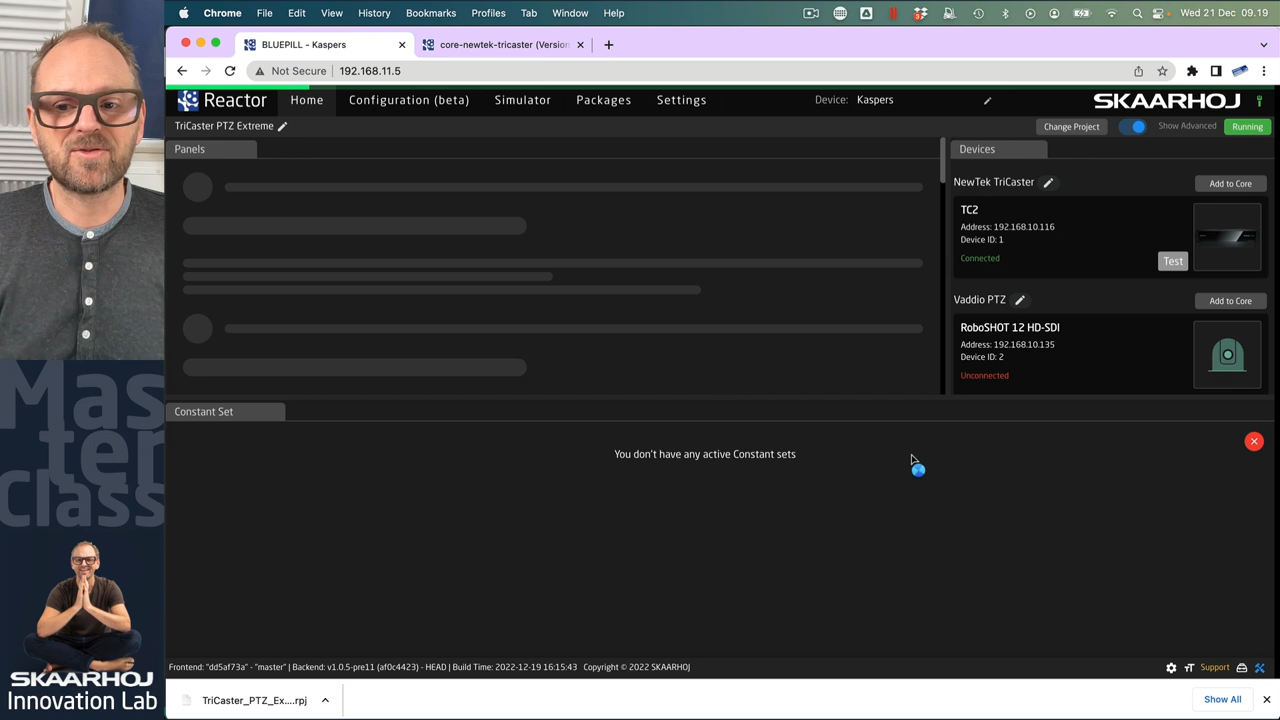 Chrome File Edit View History Bookmarks Profiles Tab Window Help Wed 21 Dec 09.19
BLUEPILL - Kaspers
core-newtek-tricaster (Version
Not Secure 192.168.11.5
Reactor Home Configuration (beta) Simulator Packages Settings Device: Kaspers SKAARHOJ
TriCaster PTZ Extreme Change Project Show Advanced Running
Panels
Devices
NewTek TriCaster Add to Core
TC2
Address: 192.168.10.116
Device ID: 1
Connected
Test
Vaddio PTZ Add to Core
RoboSHOT 12 HD-SDI
Address: 192.168.10.135
Device ID: 2
Unconnected
Constant Set
You don't have any active Constant sets
Frontend: "dd5af73a" - "master" | Backend: v1.0.5-pre11 (af0c4423) - HEAD | Build Time: 2022-12-19 16:15:43 Copyright © 2022 SKAARHOJ
Support
TriCaster_PTZ_Ex....rpj
Show All
Mas
ter
Class
SKAARHOJ
Innovation Lab